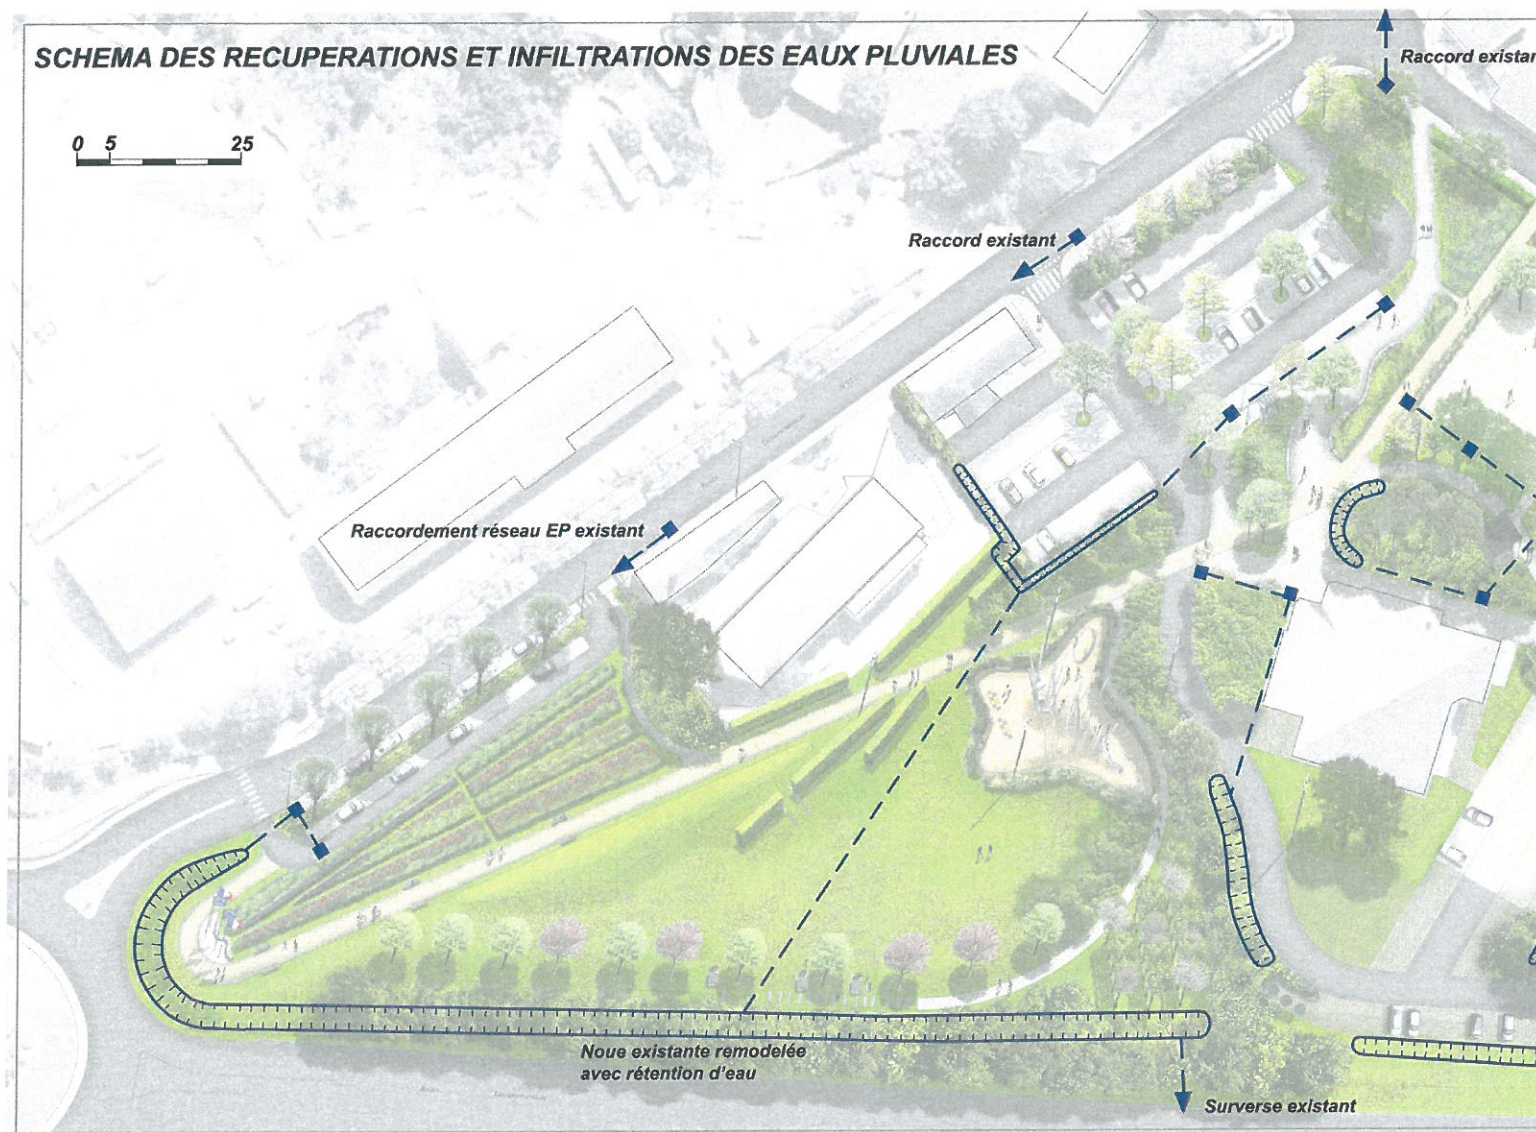 SCHEMA DES RECUPERATIONS ET INFILTRATIONS DES EAUX PLUVIALES
Raccord existan
0 5 25
Raccord existant
Raccordement réseau EP existant
Noue existante remodelée
avec rétention d'eau
Surverse existant